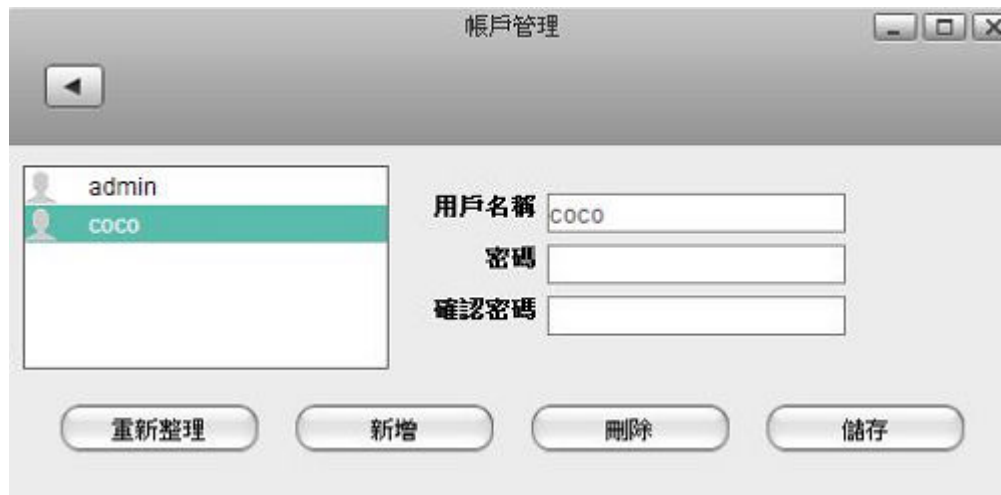 帳戶管理
admin
coco
用戶名稱 coco
密碼
確認密碼
重新整理 新增 刪除 儲存